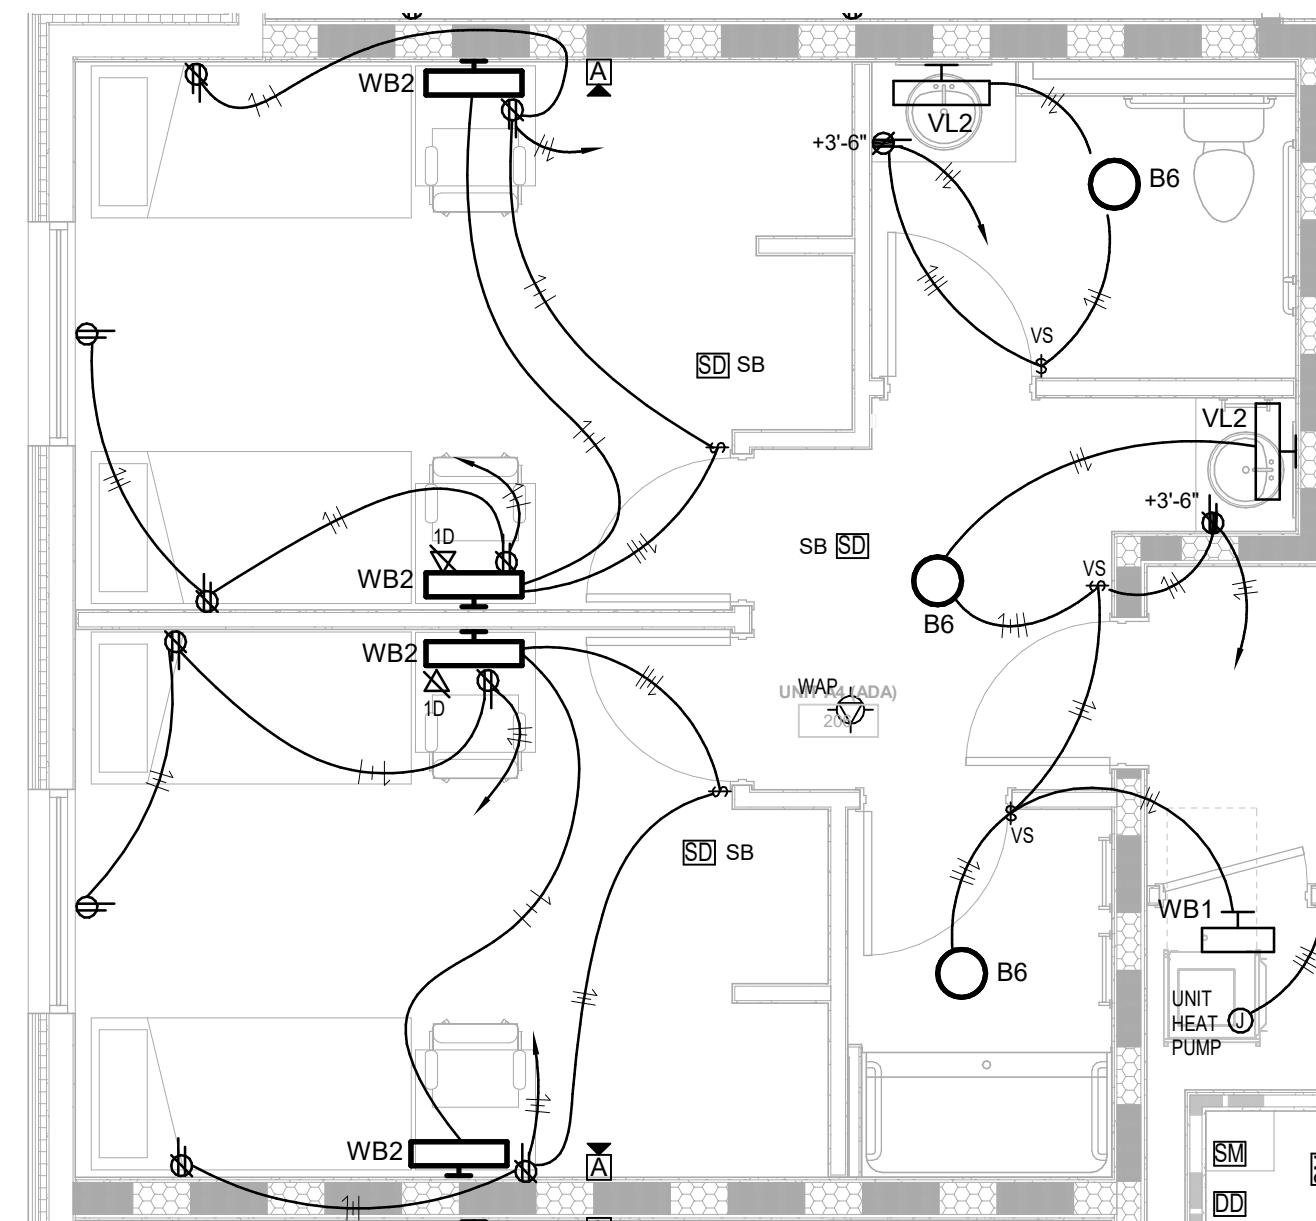 WB2
A
VL2
+3'-6"
B6
VS
SD SB
VL2
+3'-6"
1D
SB SD
VS
WB2
B6
WB2
1D
WAP
UNIT A4 (ADA)
VS
SD SB
WB1
B6
UNIT
HEAT
PUMP
J
WB2
A
SM
DD